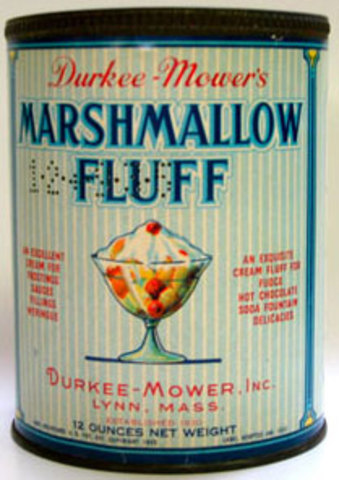 Durkee-Mower's
MARSHMALLOW
FLUFF
AN EXCELLENT
CREAM FOR
FROSTINGS
SAUCES
FILLINGS
MERINGUE
AN EXQUISITE
CREAM FLUFF FOR
FUDGE
HOT CHOCOLATE
SODA FOUNTAIN
DELICACIES
DURKEE-MOWER, INC.
LYNN, MASS.
ESTABLISHED
12 OUNCES NET WEIGHT